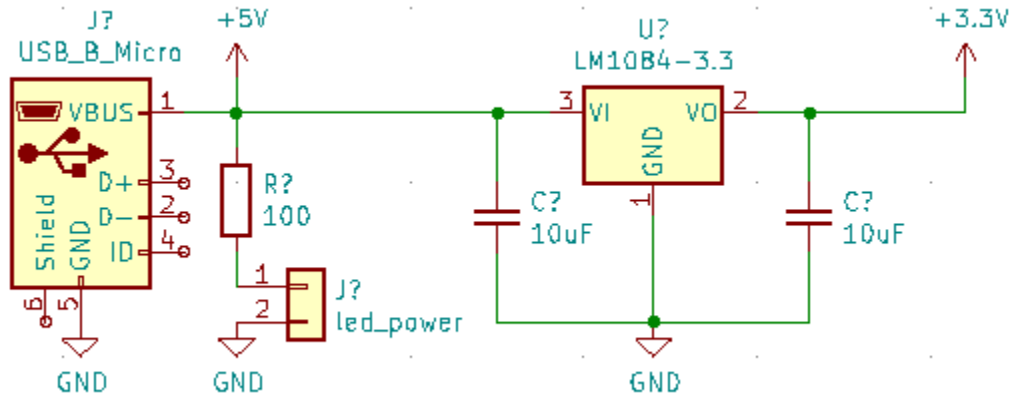 J?
USB_B_Micro
VBUS
1
D+
3
D-
2
ID
4
Shield
GND
6
5
GND
+5V
R?
100
1
2
J?
led_power
GND
U?
LM1084-3.3
3
VI
VO
2
GND
1
C?
10uF
GND
C?
10uF
+3.3V